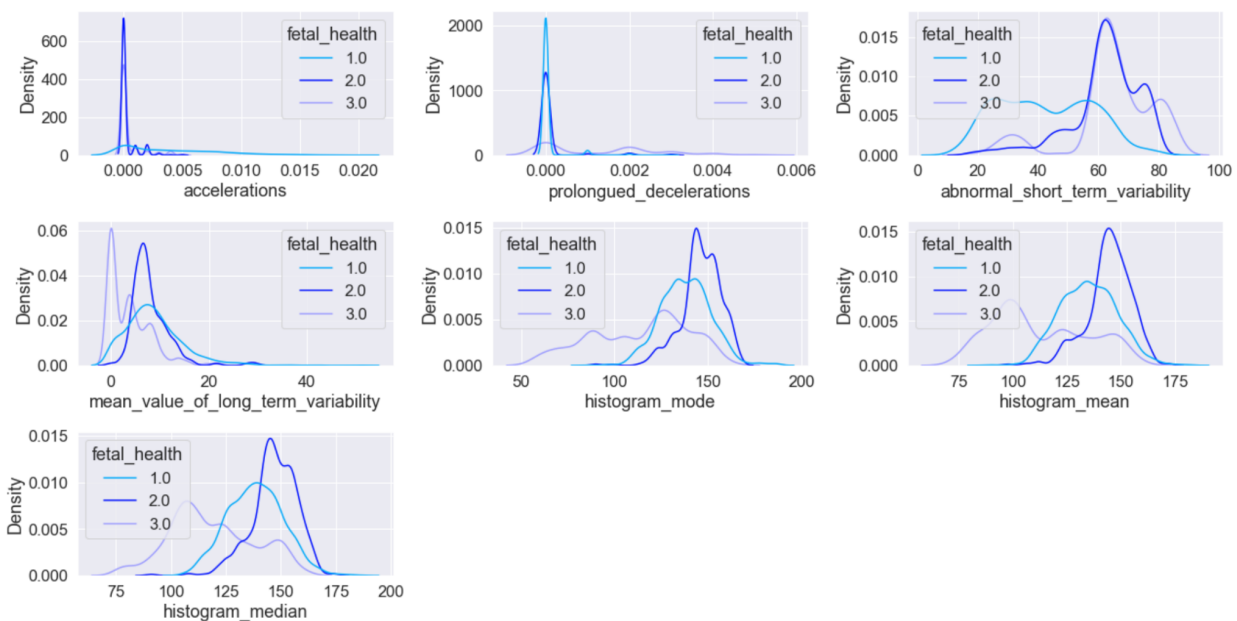 Density
600
400
200
0
fetal_health
1.0
2.0
3.0
0.000 0.005 0.010 0.015 0.020
accelerations
Density
2000
1000
0
fetal_health
1.0
2.0
3.0
0.000 0.002 0.004 0.006
prolongued_decelerations
Density
0.015
0.010
0.005
0.000
fetal_health
1.0
2.0
3.0
0 20 40 60 80 100
abnormal_short_term_variability
Density
0.06
0.04
0.02
0.00
fetal_health
1.0
2.0
3.0
0 20 40
mean_value_of_long_term_variability
Density
0.015
0.010
0.005
0.000
fetal_health
1.0
2.0
3.0
50 100 150 200
histogram_mode
Density
0.015
0.010
0.005
0.000
fetal_health
1.0
2.0
3.0
75 100 125 150 175
histogram_mean
Density
0.015
0.010
0.005
0.000
fetal_health
1.0
2.0
3.0
75 100 125 150 175 200
histogram_median